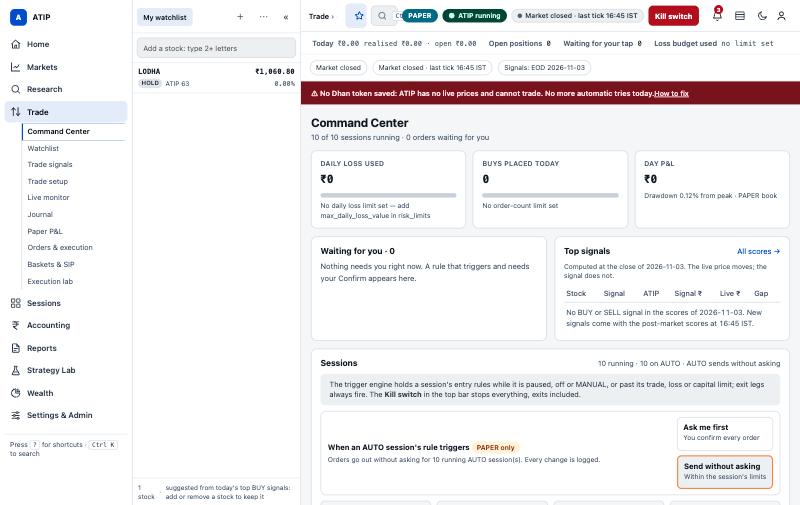 A ATIP
Home
Markets
Research
Trade
Command Center
Watchlist
Trade signals
Trade setup
Live monitor
Journal
Paper P&L
Orders & execution
Baskets & SIP
Execution lab
Sessions
Accounting
Reports
Strategy Lab
Wealth
Settings & Admin
Press ? for shortcuts · Ctrl K
to search
My watchlist + ··· «
Add a stock: type 2+ letters
LODHA ₹1,060.80
HOLD ATIP 63 0.00%
1
stock · suggested from today's top BUY signals:
add or remove a stock to keep it
Trade › PAPER ATIP running Market closed · last tick 16:45 IST Kill switch 3
Today ₹0.00 realised ₹0.00 · open ₹0.00 Open positions 0 Waiting for your tap 0 Loss budget used no limit set
Market closed Market closed · last tick 16:45 IST Signals: EOD 2026-11-03
⚠ No Dhan token saved: ATIP has no live prices and cannot trade. No more automatic tries today. How to fix
Command Center
10 of 10 sessions running · 0 orders waiting for you
DAILY LOSS USED
₹0
No daily loss limit set — add
max_daily_loss_value in risk_limits
BUYS PLACED TODAY
0
No order-count limit set
DAY P&L
₹0
Drawdown 0.12% from peak · PAPER book
Waiting for you · 0
Nothing needs you right now. A rule that triggers and needs
your Confirm appears here.
Top signals All scores →
Computed at the close of 2026-11-03. The live price moves; the
signal does not.
Stock Signal ATIP Signal ₹ Live ₹ Gap
No BUY or SELL signal in the scores of 2026-11-03. New
signals come with the post-market scores at 16:45 IST.
Sessions 10 running · 10 on AUTO · AUTO sends without asking
The trigger engine holds a session's entry rules while it is paused, off or MANUAL, or past its trade, loss or capital limit; exit legs
always fire. The Kill switch in the top bar stops everything, exits included.
When an AUTO session's rule triggers PAPER only
Orders go out without asking for 10 running AUTO session(s). Every change is logged.
Ask me first
You confirm every order
Send without asking
Within the session's limits